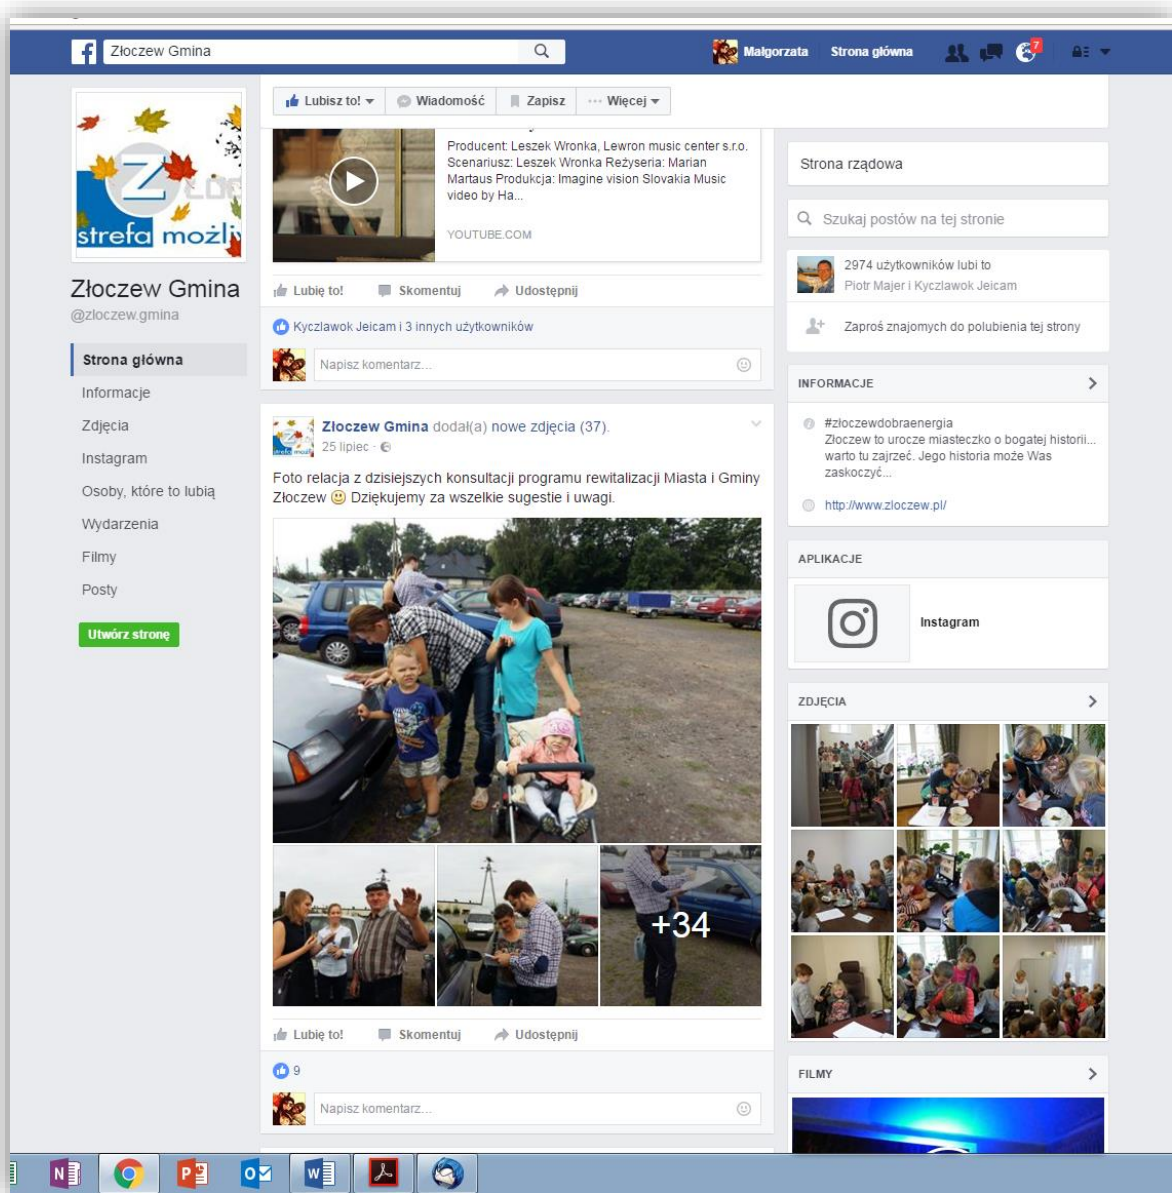 Złoczew Gmina
Małgorzata Strona główna
7
Lubisz to! Wiadomość Zapisz Więcej
strefa możli
Złoczew Gmina
@zloczew.gmina
Strona główna
Informacje
Zdjęcia
Instagram
Osoby, które to lubią
Wydarzenia
Filmy
Posty
Utwórz stronę
Producent: Leszek Wronka, Lewron music center s.r.o.
Scenariusz: Leszek Wronka Reżyseria: Marian
Martaus Produkcja: Imagine vision Slovakia Music
video by Ha...
YOUTUBE.COM
Lubię to! Skomentuj Udostępnij
Kyczlawok Jeicam i 3 innych użytkowników
Napisz komentarz...
Złoczew Gmina dodał(a) nowe zdjęcia (37).
25 lipiec ·
Foto relacja z dzisiejszych konsultacji programu rewitalizacji Miasta i Gminy
Złoczew Dziękujemy za wszelkie sugestie i uwagi.
+34
Lubię to! Skomentuj Udostępnij
9
Napisz komentarz...
Strona rządowa
Szukaj postów na tej stronie
2974 użytkowników lubi to
Piotr Majer i Kyczlawok Jeicam
Zaproś znajomych do polubienia tej strony
INFORMACJE
#złoczewdobraenergia
Złoczew to urocze miasteczko o bogatej historii...
warto tu zajrzeć. Jego historia może Was
zaskoczyć...
http://www.zloczew.pl/
APLIKACJE
Instagram
ZDJĘCIA
FILMY